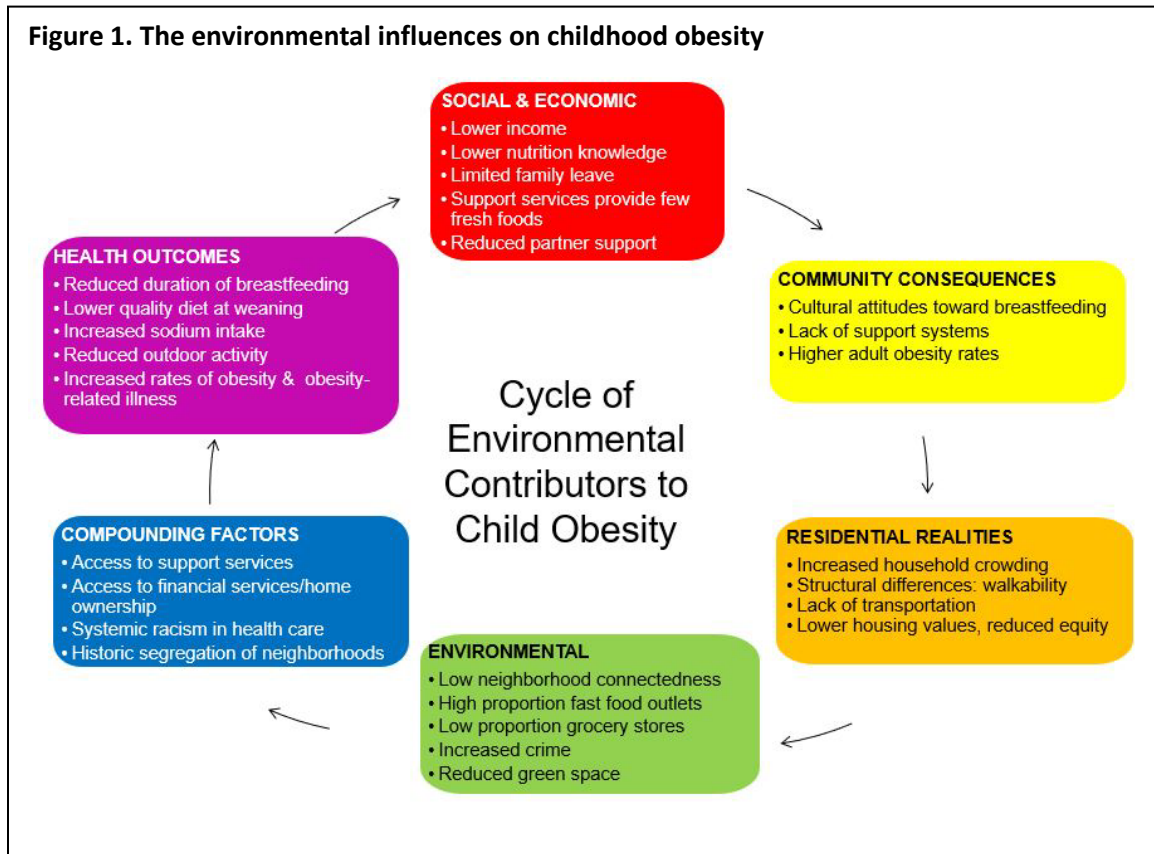 Figure 1. The environmental influences on childhood obesity
SOCIAL & ECONOMIC
• Lower income
• Lower nutrition knowledge
• Limited family leave
• Support services provide few
fresh foods
• Reduced partner support
COMMUNITY CONSEQUENCES
• Cultural attitudes toward breastfeeding
• Lack of support systems
• Higher adult obesity rates
RESIDENTIAL REALITIES
• Increased household crowding
• Structural differences: walkability
• Lack of transportation
• Lower housing values, reduced equity
ENVIRONMENTAL
• Low neighborhood connectedness
• High proportion fast food outlets
• Low proportion grocery stores
• Increased crime
• Reduced green space
COMPOUNDING FACTORS
• Access to support services
• Access to financial services/home
ownership
• Systemic racism in health care
• Historic segregation of neighborhoods
HEALTH OUTCOMES
• Reduced duration of breastfeeding
• Lower quality diet at weaning
• Increased sodium intake
• Reduced outdoor activity
• Increased rates of obesity & obesity-
related illness
Cycle of
Environmental
Contributors to
Child Obesity